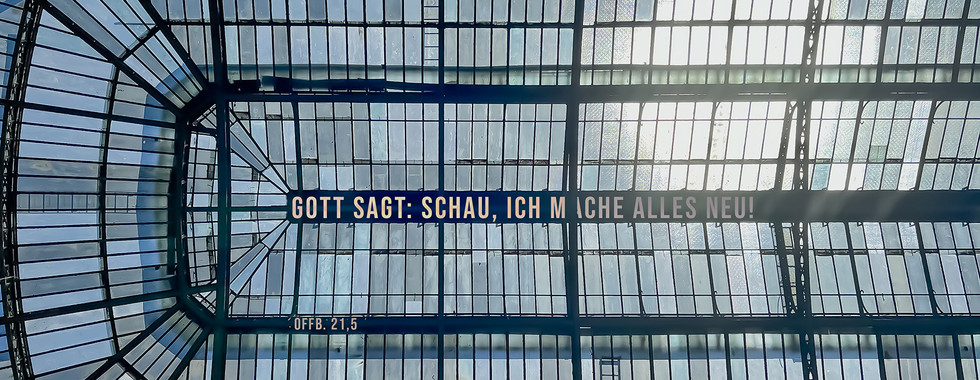 GOTT SAGT: SCHAU, ICH MACHE ALLES NEU!
OFFB. 21,5